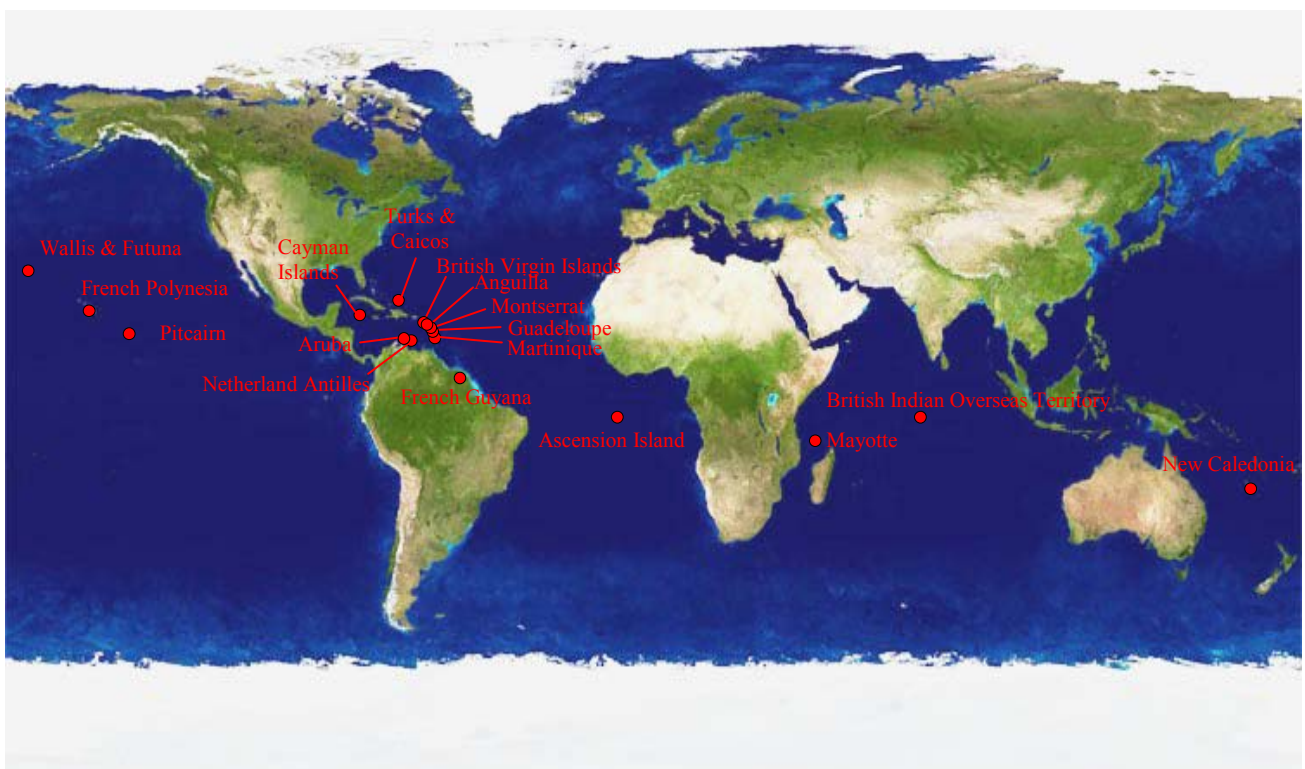 Turks &
Caicos
Wallis & Futuna
Cayman
Islands
British Virgin Islands
Anguilla
French Polynesia
Montserrat
Guadeloupe
Pitcairn
Aruba
Martinique
Netherland Antilles
French Guyana
British Indian Overseas Territory
Ascension Island
Mayotte
New Caledonia